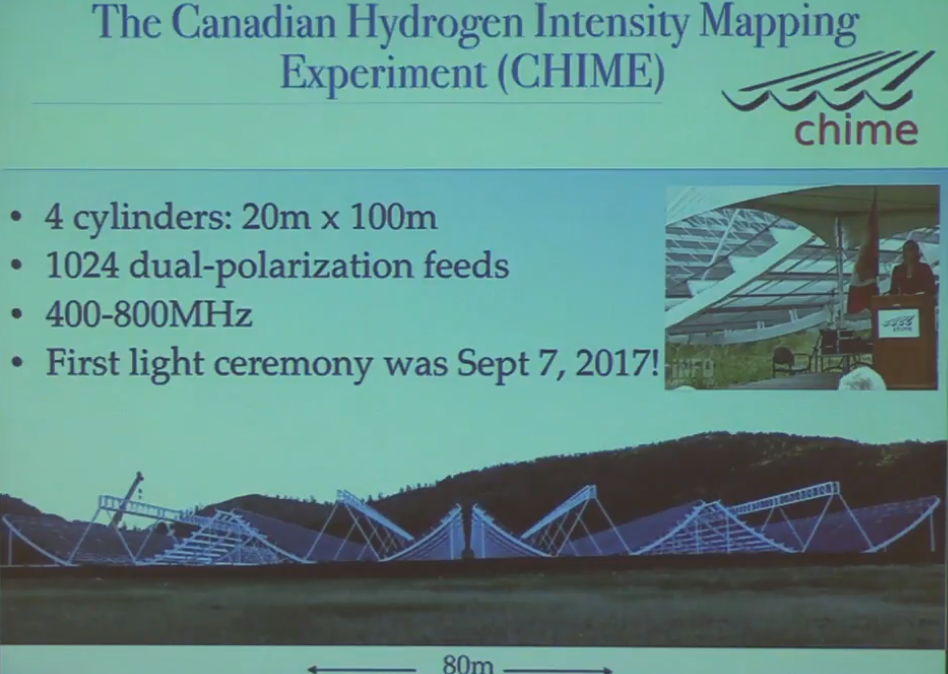 The Canadian Hydrogen Intensity Mapping
Experiment (CHIME)
chime
• 4 cylinders: 20m x 100m
• 1024 dual-polarization feeds
• 400-800MHz
• First light ceremony was Sept 7, 2017!
80m